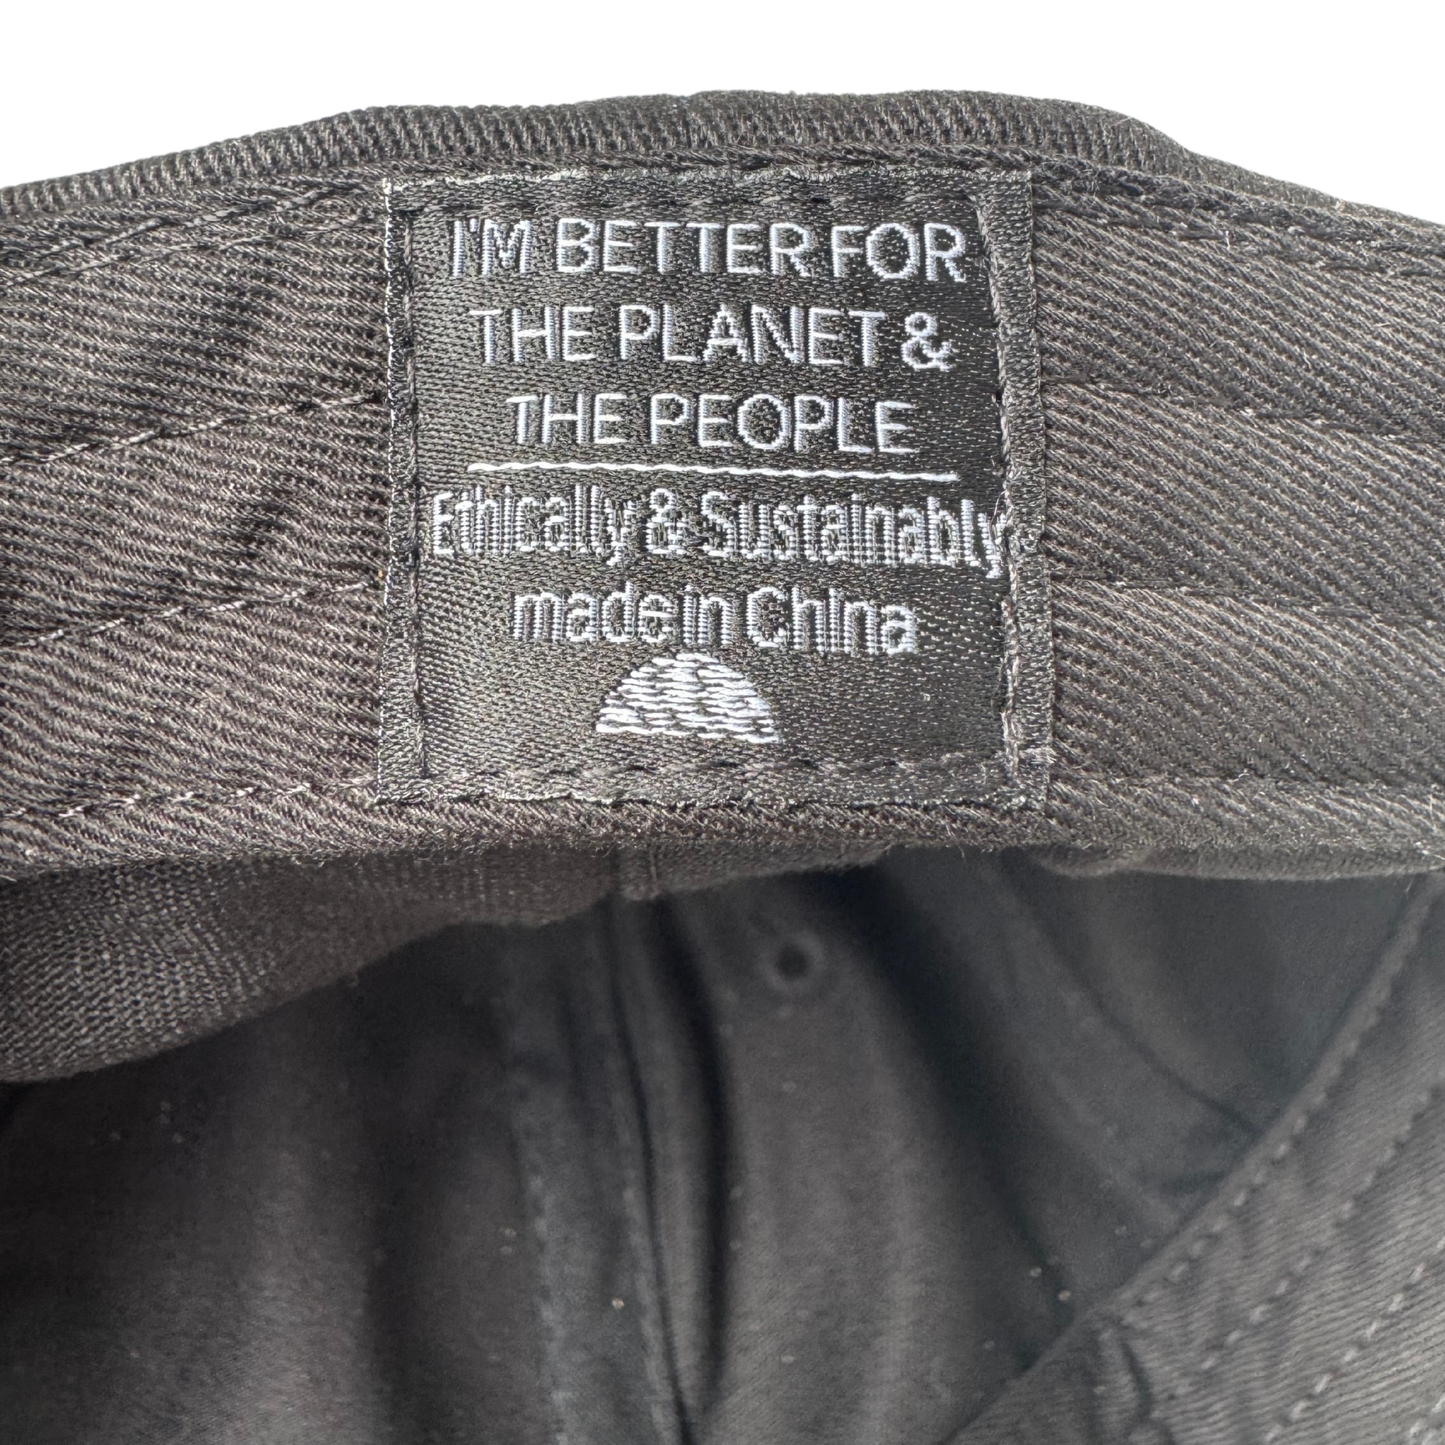 I'M BETTER FOR
THE PLANET &
THE PEOPLE
Ethically & Sustainably
made in China